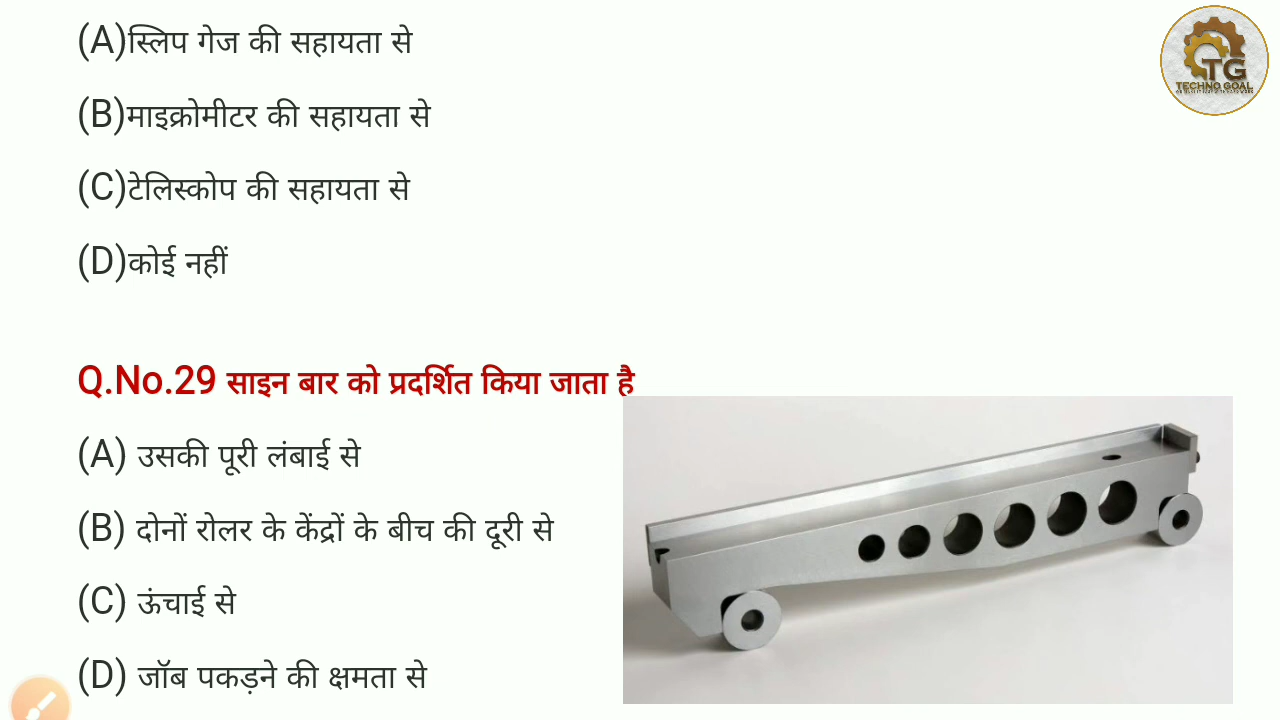 (A)स्लिप गेज की सहायता से
(B)माइक्रोमीटर की सहायता से
(C)टेलिस्कोप की सहायता से
(D)कोई नहीं
TG
TECHNO GOAL
Q.No.29 साइन बार को प्रदर्शित किया जाता है
(A) उसकी पूरी लंबाई से
(B) दोनों रोलर के केंद्रों के बीच की दूरी से
(C) ऊंचाई से
(D) जॉब पकड़ने की क्षमता से